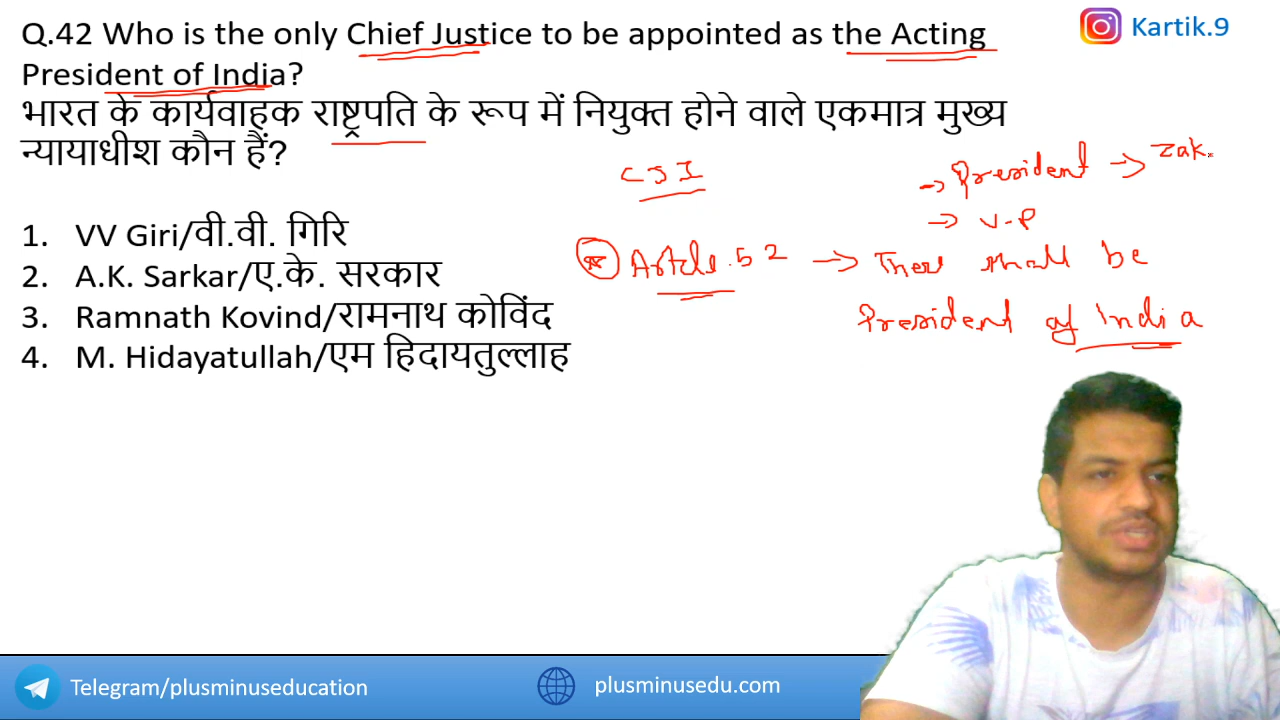 Q.42 Who is the only Chief Justice to be appointed as the Acting
President of India?
भारत के कार्यवाहक राष्ट्रपति के रूप में नियुक्त होने वाले एकमात्र मुख्य
न्यायाधीश कौन हैं?
Kartik.9
CJI
→ President → Zak
→ V-P
1. VV Giri/वी.वी. गिरि
2. A.K. Sarkar/ए.के. सरकार
3. Ramnath Kovind/रामनाथ कोविंद
4. M. Hidayatullah/एम हिदायतुल्लाह
Article.52 → There shall be
President of India
Telegram/plusminuseducation
plusminusedu.com